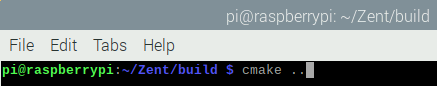 pi@raspberrypi: ~/Zent/build
File Edit Tabs Help
pi@raspberrypi:~/Zent/build $ cmake ..